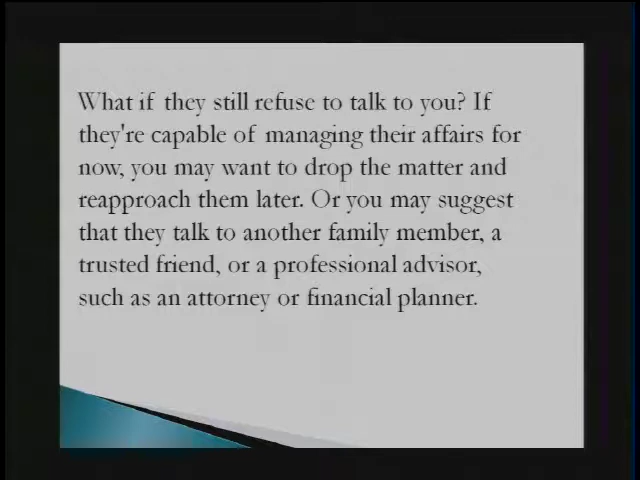 What if they still refuse to talk to you? If
they're capable of managing their affairs for
now, you may want to drop the matter and
reapproach them later. Or you may suggest
that they talk to another family member, a
trusted friend, or a professional advisor,
such as an attorney or financial planner.